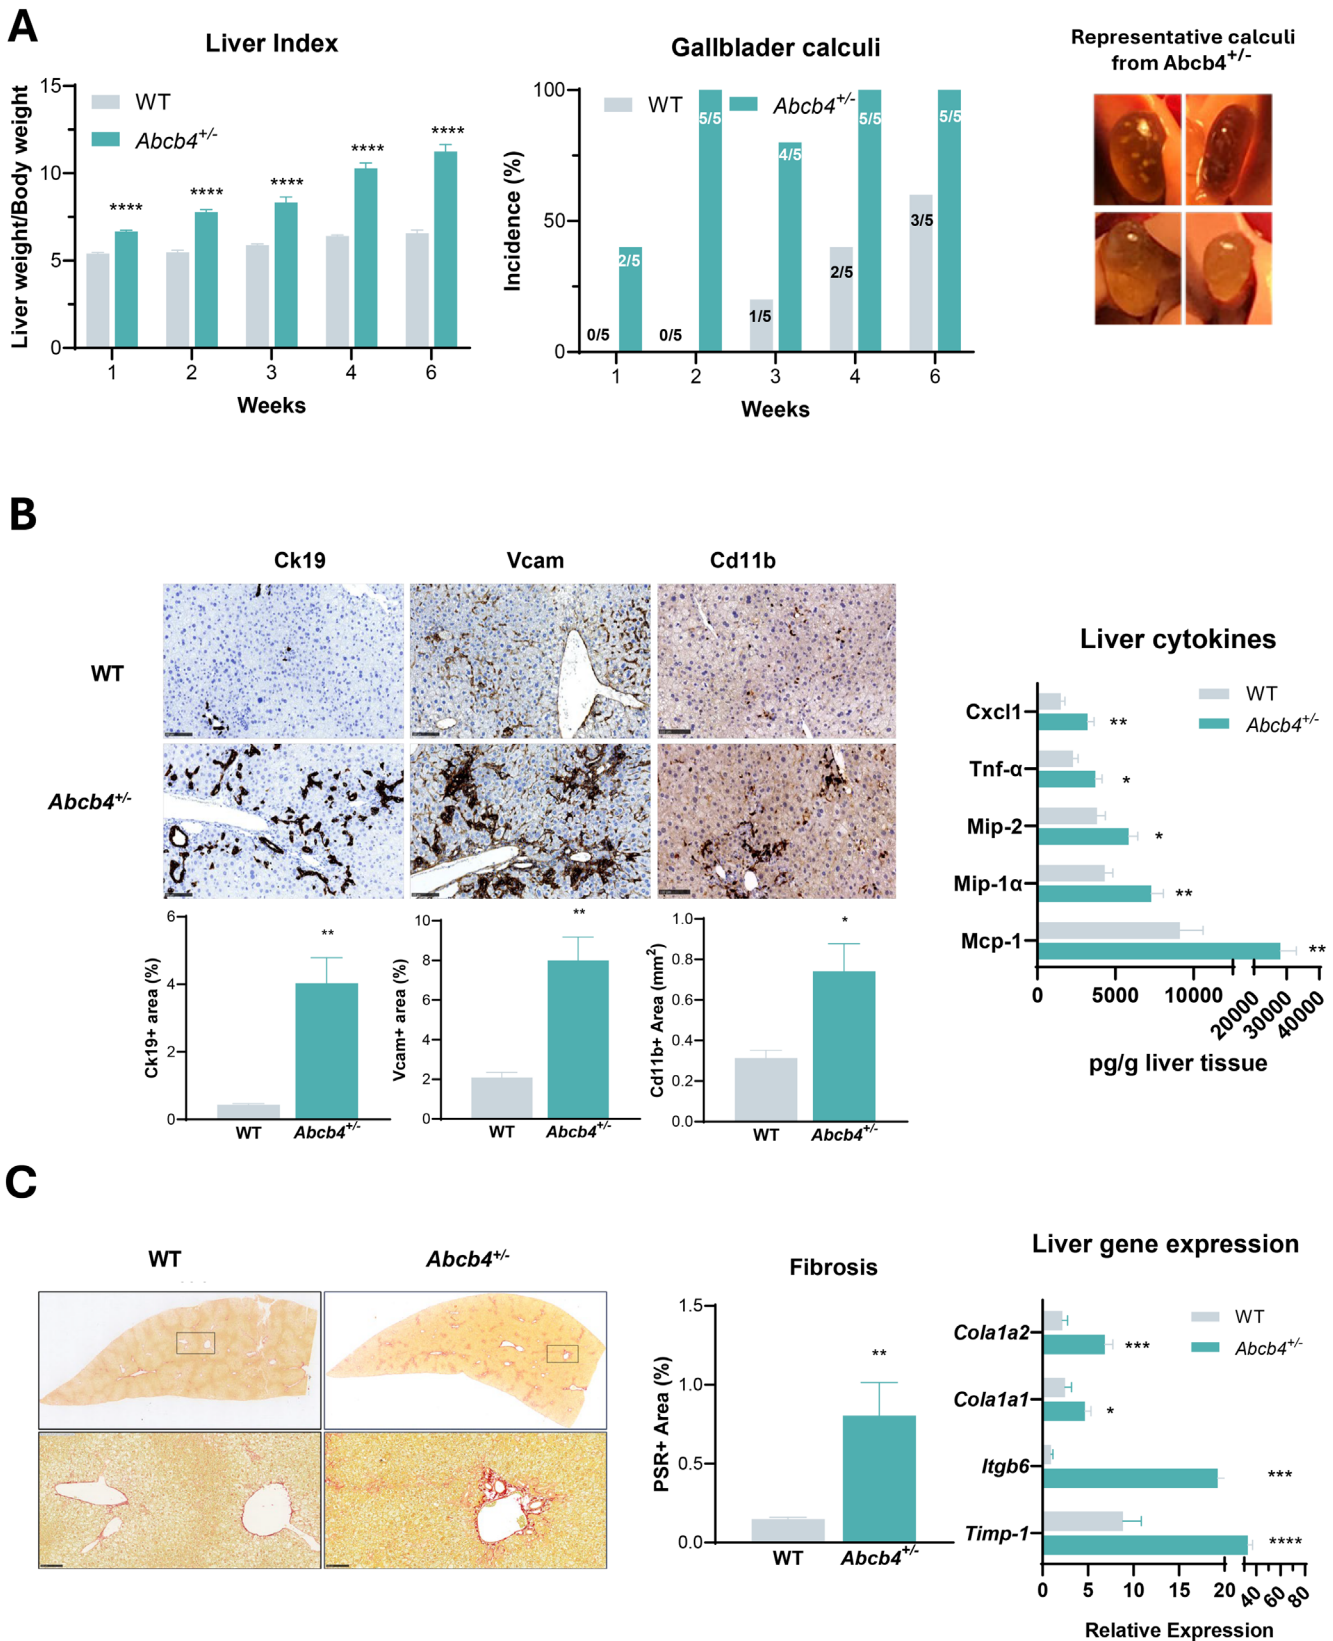 A
Liver Index
Liver weight/Body weight
WT
Abcb4+/-
15
10
5
0
****
****
****
****
****
1 2 3 4 6
Weeks
Gallblader calculi
Incidence (%)
WT
Abcb4+/-
100
50
0
0/5
2/5
0/5
5/5
1/5
4/5
2/5
5/5
3/5
5/5
1 2 3 4 6
Weeks
Representative calculi
from Abcb4+/-
B
Ck19
Vcam
Cd11b
WT
Abcb4+/-
Ck19+ area (%)
6
4
2
0
**
WT Abcb4+/-
Vcam+ area (%)
10
8
6
4
2
0
**
WT Abcb4+/-
Cd11b+ Area (mm2)
1.0
0.8
0.6
0.4
0.2
0.0
*
WT Abcb4+/-
Liver cytokines
WT
Abcb4+/-
Cxcl1
**
Tnf-α
*
Mip-2
*
Mip-1α
**
Mcp-1
**
0 5000 10000 20000 30000 40000
pg/g liver tissue
C
WT
Abcb4+/-
Fibrosis
PSR+ Area (%)
1.5
1.0
0.5
0.0
**
WT Abcb4+/-
Liver gene expression
WT
Abcb4+/-
Cola1a2
***
Cola1a1
*
Itgb6
***
Timp-1
****
0 5 10 15 20 40 60 80
Relative Expression